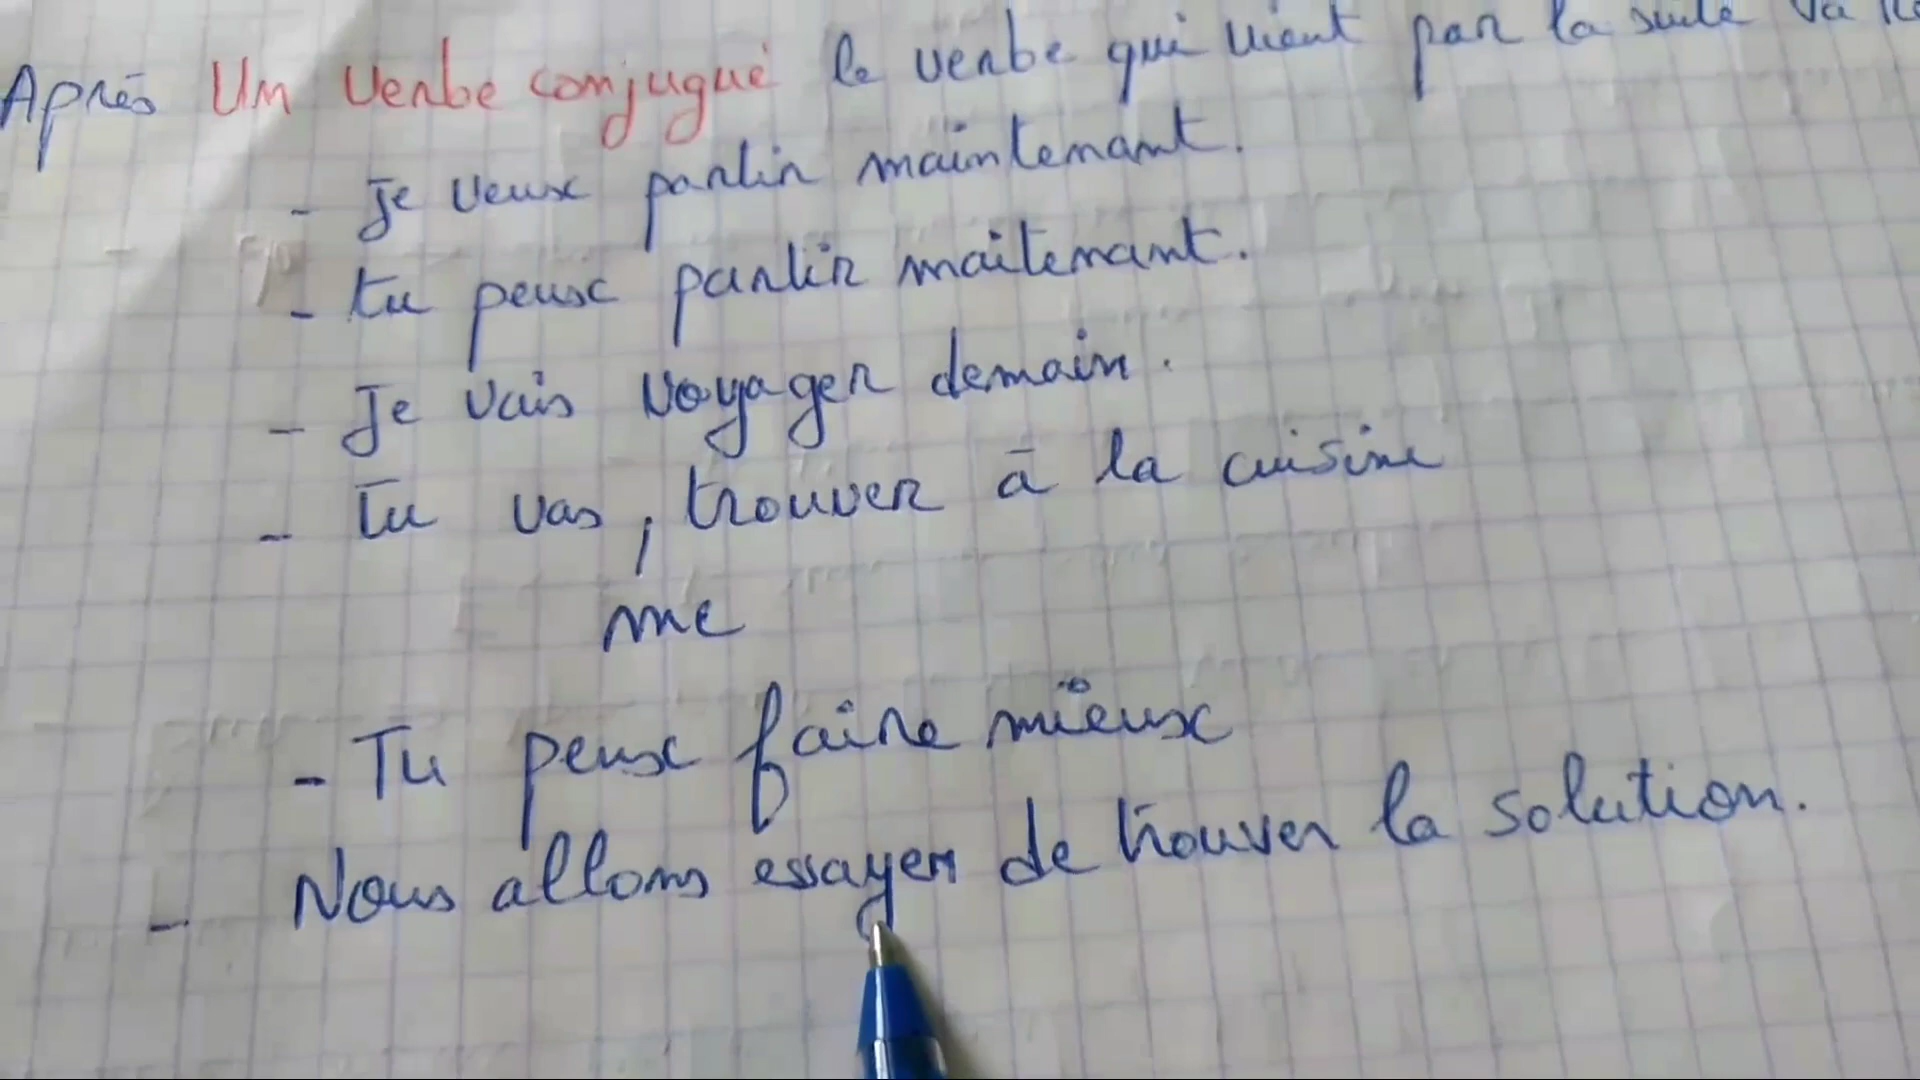 Après Un verbe conjugué le verbe qui vient par la suite va
- Je veux partir maintenant.
- tu peux partir maitenant.
- Je vais voyager demain.
- Tu vas, trouver à la cuisine
me
- Tu peux faire mieux
- Nous allons essayer de trouver la solution.